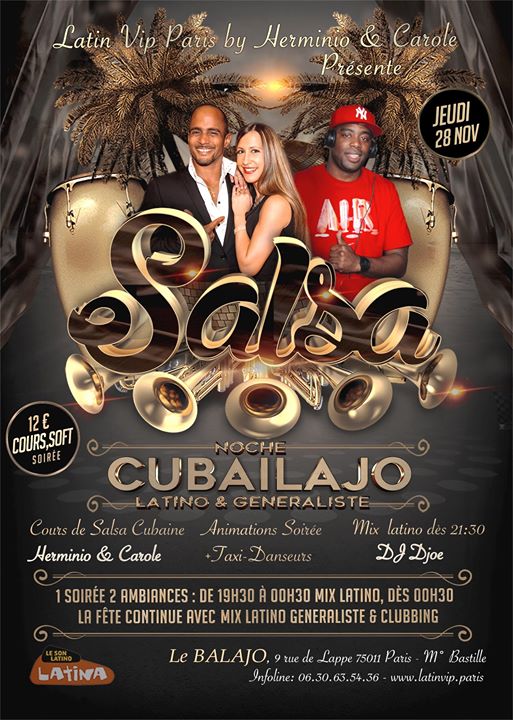 Latin Vip Paris by Herminio & Carole
Présente
JEUDI
28 NOV
AIR
Salsa
12 €
COURS,SOFT
SOIRÉE
NOCHE
CUBAILAJO
LATINO & GENERALISTE
Cours de Salsa Cubaine
Herminio & Carole
Animations Soirée
+Taxi-Danseurs
Mix latino dès 21:30
DJ Djoe
1 SOIRÉE 2 AMBIANCES : DE 19H30 À 00H30 MIX LATINO, DÈS 00H30
LA FÊTE CONTINUE AVEC MIX LATINO GENERALISTE & CLUBBING
LE SON
LATINO
LATINA
Le BALAJO, 9 rue de Lappe 75011 Paris - M° Bastille
Infoline: 06.30.63.54.36 - www.latinvip.paris